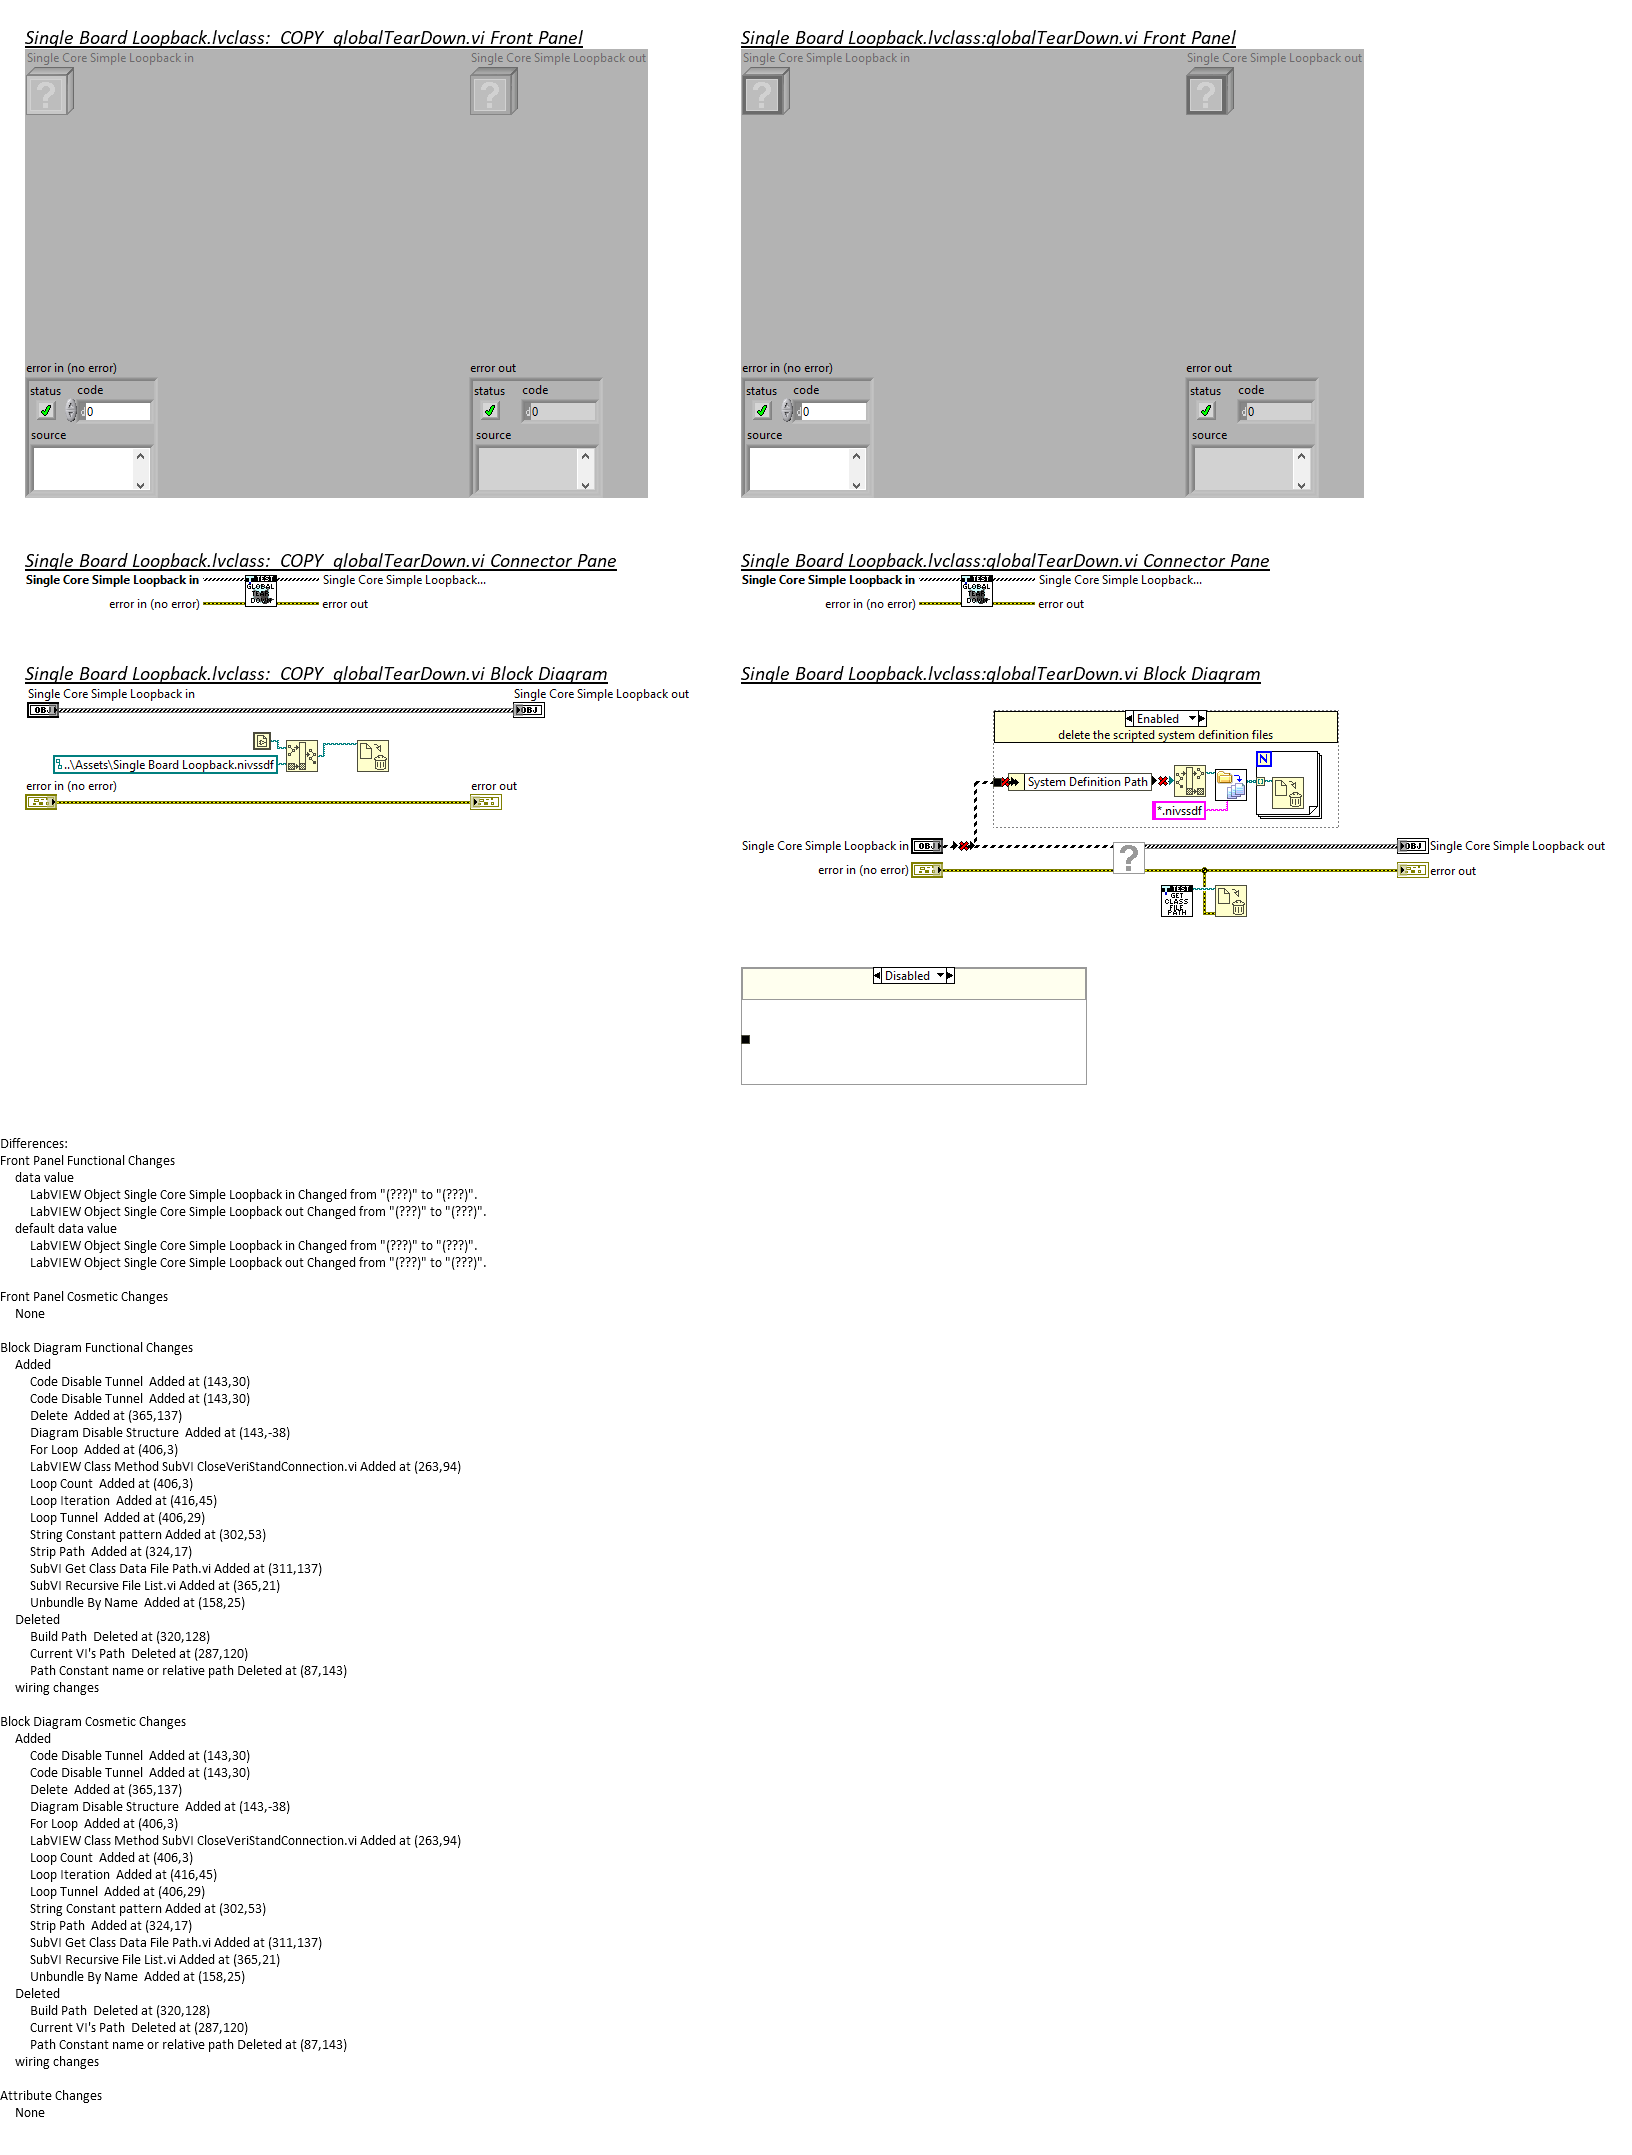 Single Board Loopback.lvclass:  COPY  globalTearDown.vi Front Panel
Single Core Simple Loopback in
Single Core Simple Loopback out
?
?
error in (no error)
error out
status
code
status
code
d
0
d
0
source
source
Single Board Loopback.lvclass:globalTearDown.vi Front Panel
Single Core Simple Loopback in
Single Core Simple Loopback out
?
?
error in (no error)
error out
status
code
status
code
d
0
d
0
source
source
Single Board Loopback.lvclass:  COPY  globalTearDown.vi Connector Pane
Single Core Simple Loopback in
TEST
GLOBAL
TEAR
DOWN
Single Core Simple Loopback...
error in (no error)
error out
Single Board Loopback.lvclass:globalTearDown.vi Connector Pane
Single Core Simple Loopback in
TEST
GLOBAL
TEAR
DOWN
Single Core Simple Loopback...
error in (no error)
error out
Single Board Loopback.lvclass:  COPY  globalTearDown.vi Block Diagram
Single Core Simple Loopback in
Single Core Simple Loopback out
OBJ
OBJ
..\Assets\Single Board Loopback.nivssdf
error in (no error)
error out
Single Board Loopback.lvclass:globalTearDown.vi Block Diagram
Enabled
delete the scripted system definition files
N
System Definition Path
*.nivssdf
Single Core Simple Loopback in
OBJ
?
OBJ
Single Core Simple Loopback out
error in (no error)
error out
TEST
GET
CLASS
FILE
PATH
Disabled
Differences:
Front Panel Functional Changes
data value
LabVIEW Object Single Core Simple Loopback in Changed from "(???)" to "(???)".
LabVIEW Object Single Core Simple Loopback out Changed from "(???)" to "(???)".
default data value
LabVIEW Object Single Core Simple Loopback in Changed from "(???)" to "(???)".
LabVIEW Object Single Core Simple Loopback out Changed from "(???)" to "(???)".
Front Panel Cosmetic Changes
None
Block Diagram Functional Changes
Added
Code Disable Tunnel  Added at (143,30)
Code Disable Tunnel  Added at (143,30)
Delete  Added at (365,137)
Diagram Disable Structure  Added at (143,-38)
For Loop  Added at (406,3)
LabVIEW Class Method SubVI CloseVeriStandConnection.vi Added at (263,94)
Loop Count  Added at (406,3)
Loop Iteration  Added at (416,45)
Loop Tunnel  Added at (406,29)
String Constant pattern Added at (302,53)
Strip Path  Added at (324,17)
SubVI Get Class Data File Path.vi Added at (311,137)
SubVI Recursive File List.vi Added at (365,21)
Unbundle By Name  Added at (158,25)
Deleted
Build Path  Deleted at (320,128)
Current VI's Path  Deleted at (287,120)
Path Constant name or relative path Deleted at (87,143)
wiring changes
Block Diagram Cosmetic Changes
Added
Code Disable Tunnel  Added at (143,30)
Code Disable Tunnel  Added at (143,30)
Delete  Added at (365,137)
Diagram Disable Structure  Added at (143,-38)
For Loop  Added at (406,3)
LabVIEW Class Method SubVI CloseVeriStandConnection.vi Added at (263,94)
Loop Count  Added at (406,3)
Loop Iteration  Added at (416,45)
Loop Tunnel  Added at (406,29)
String Constant pattern Added at (302,53)
Strip Path  Added at (324,17)
SubVI Get Class Data File Path.vi Added at (311,137)
SubVI Recursive File List.vi Added at (365,21)
Unbundle By Name  Added at (158,25)
Deleted
Build Path  Deleted at (320,128)
Current VI's Path  Deleted at (287,120)
Path Constant name or relative path Deleted at (87,143)
wiring changes
Attribute Changes
None